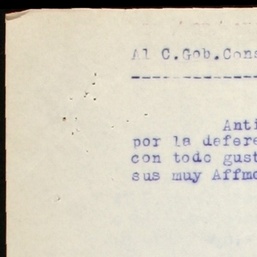 Al C.Gob.Cons
Anti
por la defere
con todo gust
sus muy Affmo